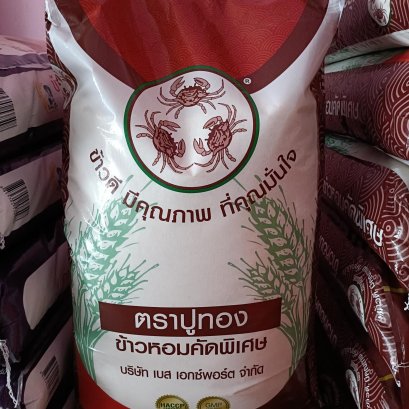 ®
ข้าวดี มีคุณภาพ ที่คุณมั่นใจ
ตราปูทอง
ข้าวหอมคัดพิเศษ
บริษัท เบส เอกซ์พอร์ต จำกัด
HACCP
GMP